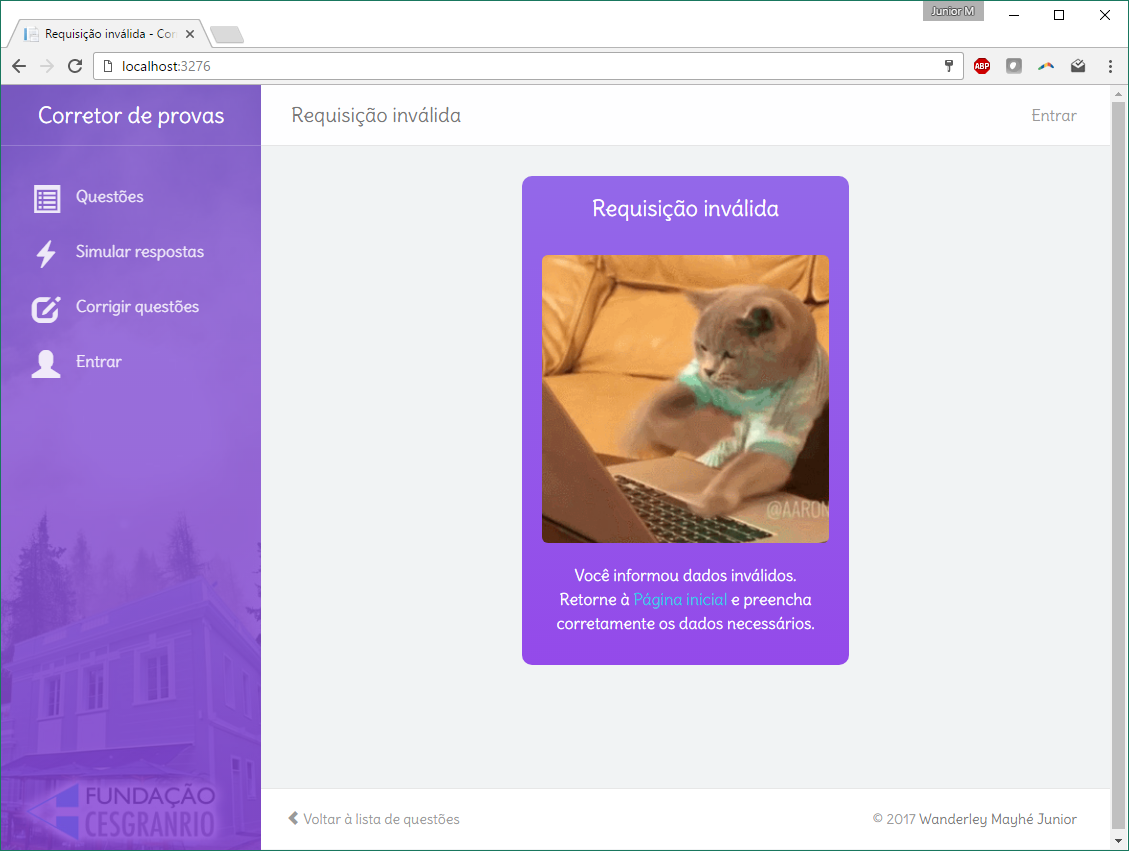 Junior M
Requisição inválida - Cor
localhost:3276
ABP
Corretor de provas
Requisição inválida
Entrar
Questões
Simular respostas
Corrigir questões
Entrar
Requisição inválida
@AARON
Você informou dados inválidos.
Retorne à Página inicial e preencha
corretamente os dados necessários.
FUNDAÇÃO
CESGRANRIO
Voltar à lista de questões
© 2017 Wanderley Mayhé Junior